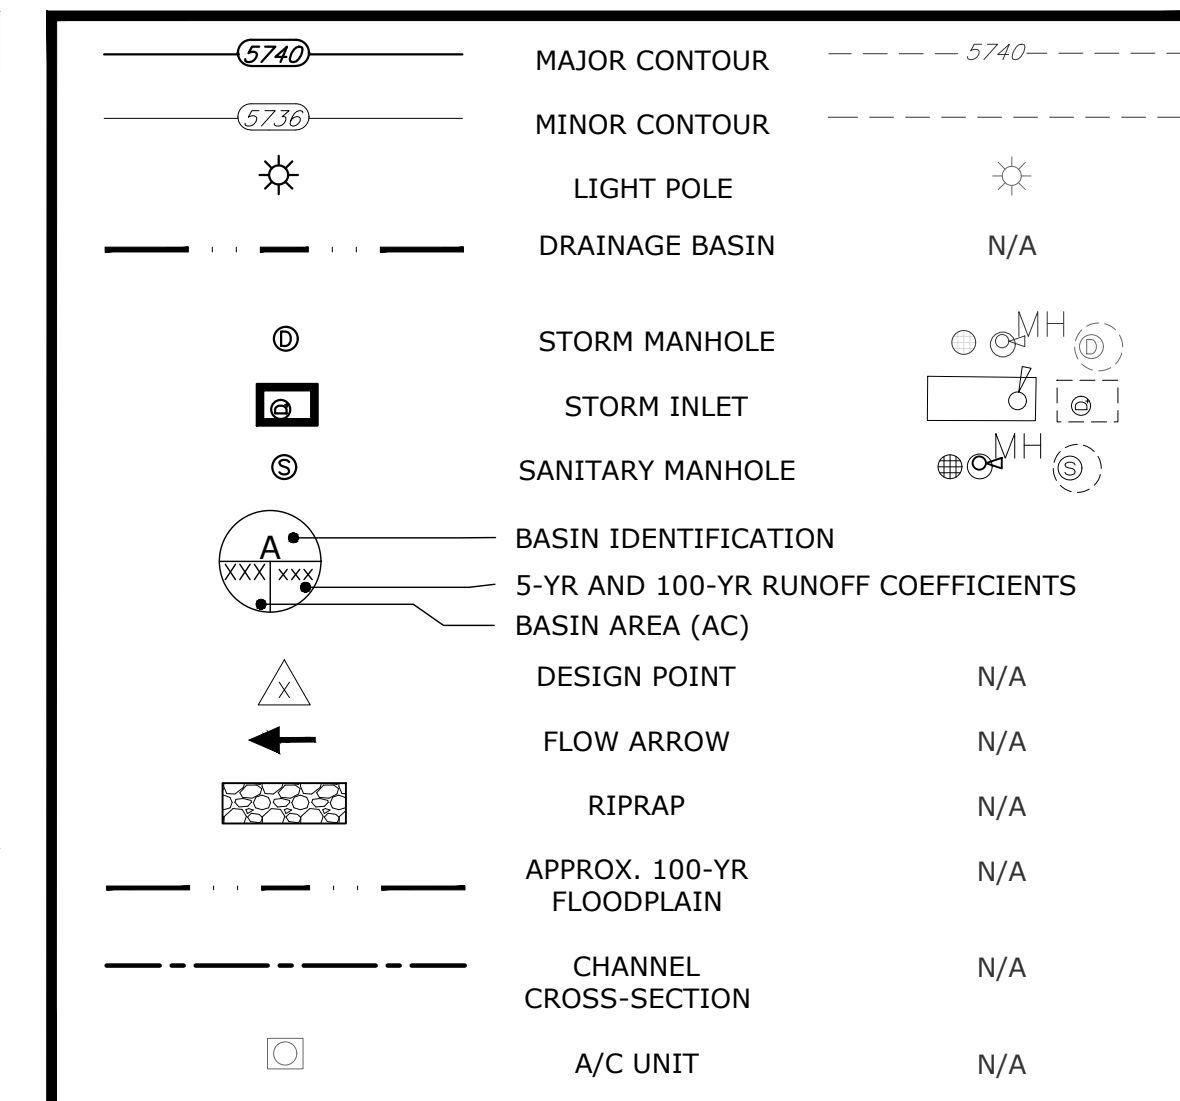 5740 MAJOR CONTOUR 5740
5736 MINOR CONTOUR
LIGHT POLE
DRAINAGE BASIN N/A
D STORM MANHOLE MH D
STORM INLET
S SANITARY MANHOLE MH S
A BASIN IDENTIFICATION
XXX XXX 5-YR AND 100-YR RUNOFF COEFFICIENTS
BASIN AREA (AC)
X DESIGN POINT N/A
FLOW ARROW N/A
RIPRAP N/A
APPROX. 100-YR N/A
FLOODPLAIN
CHANNEL N/A
CROSS-SECTION
A/C UNIT N/A